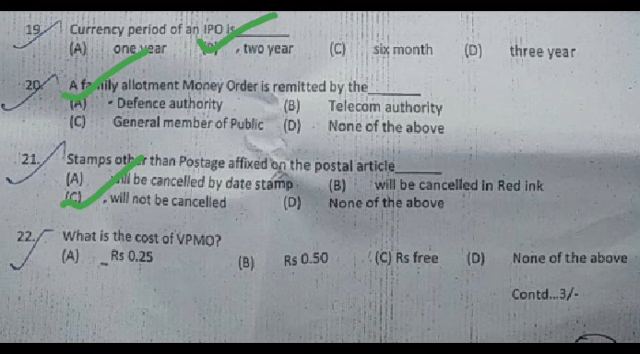 19. Currency period of an IPO is______
(A) one year (B) two year (C) six month (D) three year
20. A family allotment Money Order is remitted by the______
(A) Defence authority (B) Telecom authority
(C) General member of Public (D) None of the above
21. Stamps other than Postage affixed on the postal article______
(A) will be cancelled by date stamp (B) will be cancelled in Red ink
(C) will not be cancelled (D) None of the above
22. What is the cost of VPMO?
(A) Rs 0.25 (B) Rs 0.50 (C) Rs free (D) None of the above
Contd...3/-